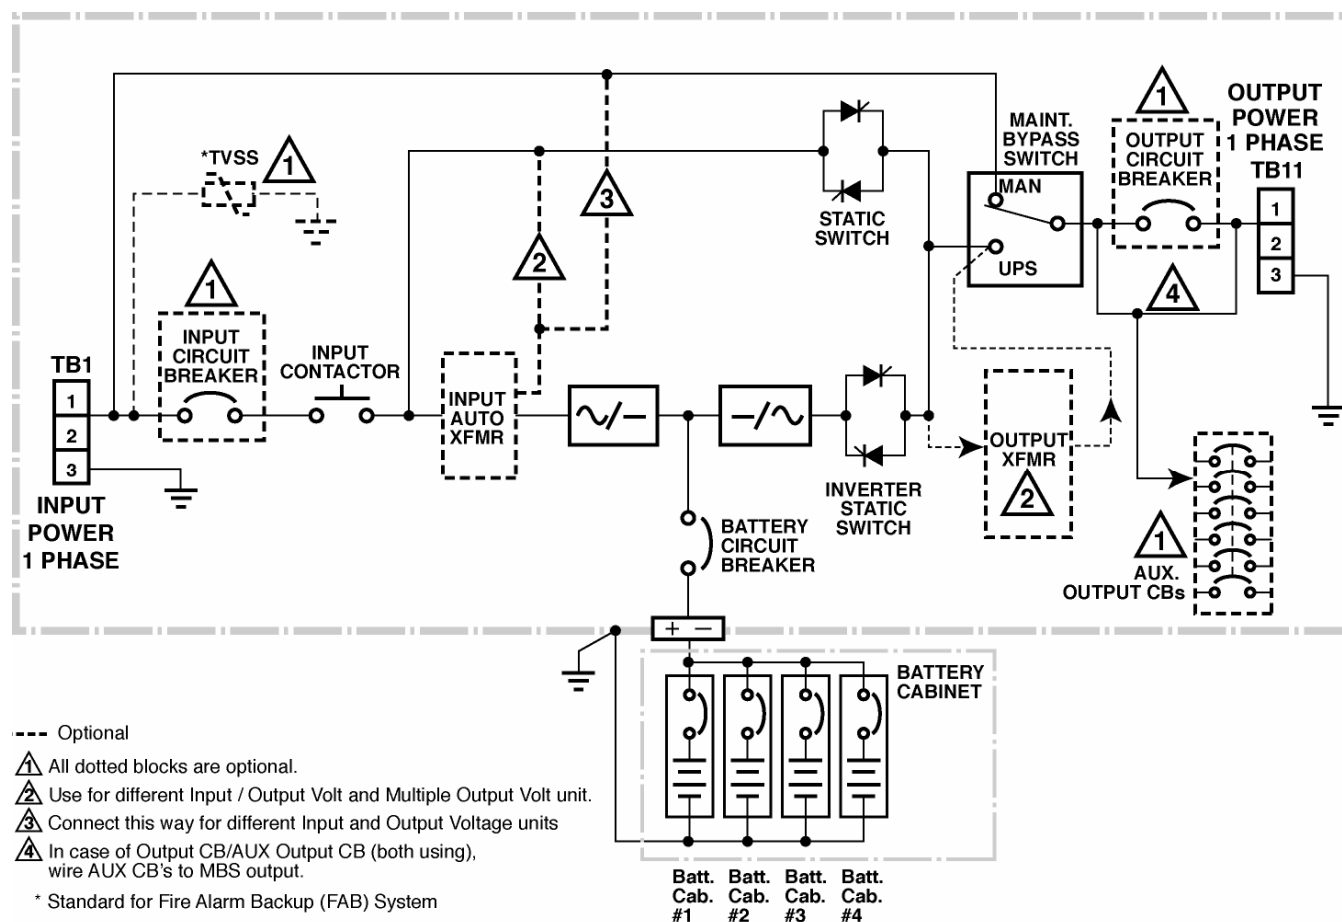 *TVSS
1
3
2
1
INPUT
CIRCUIT
BREAKER
INPUT
CONTACTOR
TB1
1
2
3
INPUT
POWER
1 PHASE
INPUT
AUTO
XFMR
STATIC
SWITCH
INVERTER
STATIC
SWITCH
MAINT.
BYPASS
SWITCH
MAN
UPS
1
OUTPUT
CIRCUIT
BREAKER
OUTPUT
POWER
1 PHASE
TB11
1
2
3
4
OUTPUT
XFMR
2
1
AUX.
OUTPUT CBs
BATTERY
CIRCUIT
BREAKER
+ −
BATTERY
CABINET
Batt.
Cab.
#1
Batt.
Cab.
#2
Batt.
Cab.
#3
Batt.
Cab.
#4
Optional
1 All dotted blocks are optional.
2 Use for different Input / Output Volt and Multiple Output Volt unit.
3 Connect this way for different Input and Output Voltage units
4 In case of Output CB/AUX Output CB (both using),
wire AUX CB's to MBS output.
* Standard for Fire Alarm Backup (FAB) System